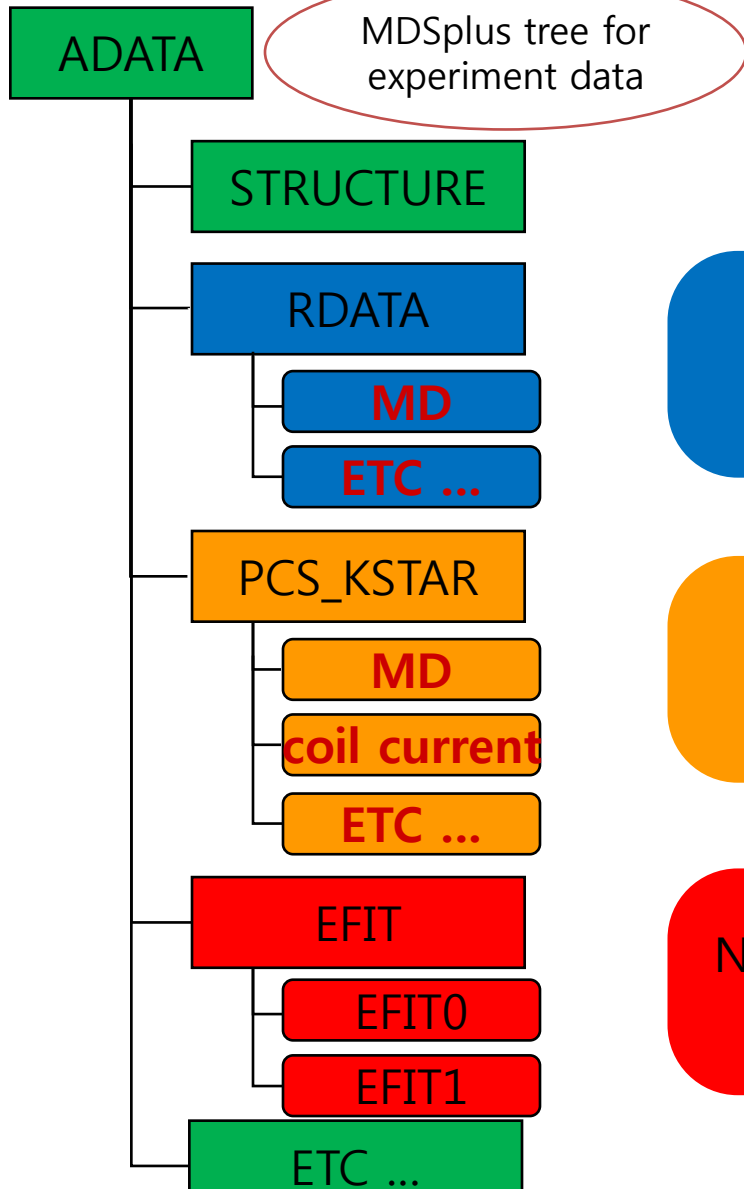 ADATA
MDSplus tree for
experiment data
STRUCTURE
RDATA
MD
ETC ...
PCS_KSTAR
MD
coil current
ETC ...
EFIT
N
EFIT0
EFIT1
ETC ...